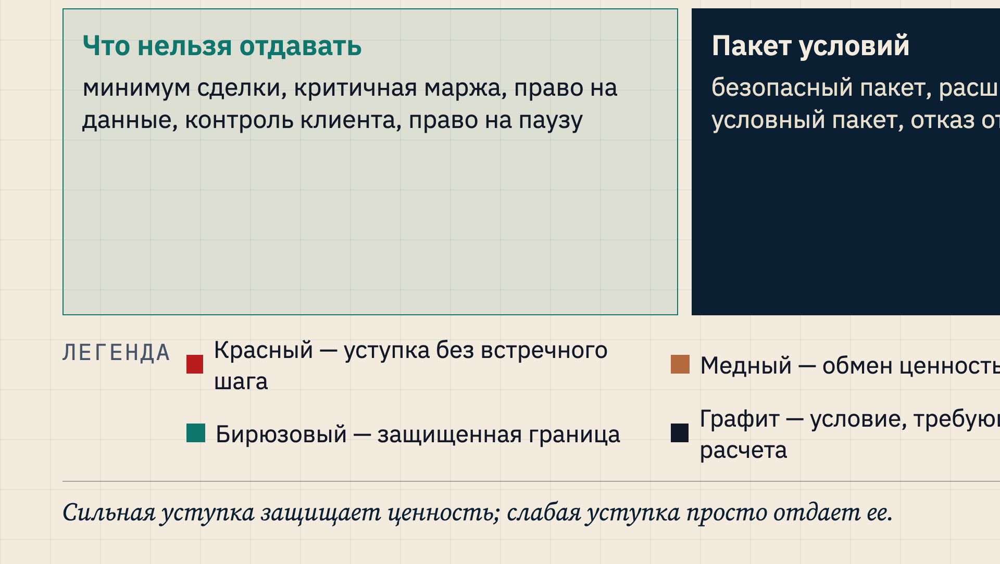 Что нельзя отдавать
минимум сделки, критичная маржа, право на
данные, контроль клиента, право на паузу
Пакет условий
безопасный пакет,
условный пакет, отказ
ЛЕГЕНДА
Красный — уступка без встречного
шага
Медный — обмен
Бирюзовый — защищенная граница
Графит — условие,
расчета
Сильная уступка защищает ценность; слабая уступка просто отдает ее.